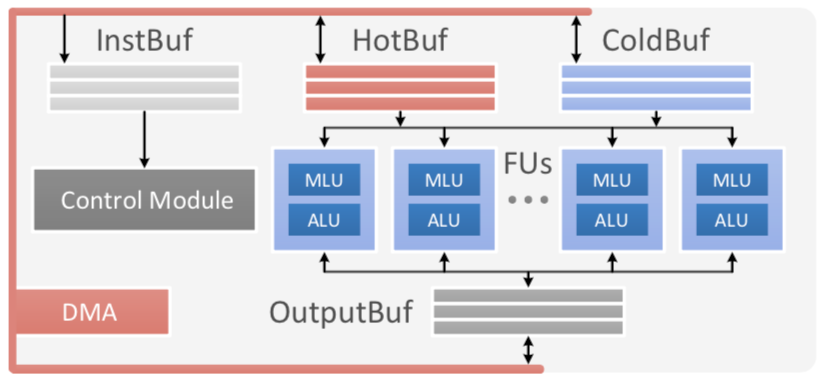 InstBuf
HotBuf
ColdBuf
FUs
MLU
MLU
MLU
MLU
Control Module
ALU
ALU
ALU
ALU
DMA
OutputBuf